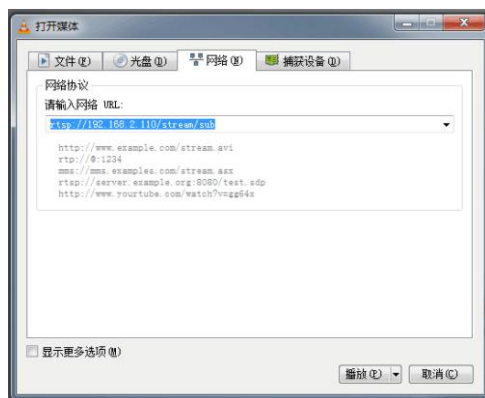 打开媒体
文件(F) 光盘(D) 网络(N) 捕获设备(D)
网络协议
请输入网络 URL:
rtsp://192.168.2.110/stream/sub
http://www.example.com/stream.avi
rtp://@:1234
mms://mms.examples.com/stream.asx
rtsp://server.example.org:8080/test.sdp
http://www.yourtube.com/watch?v=gg64x
显示更多选项(M)
播放(P) 取消(C)